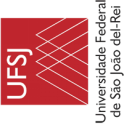 UFSJ
Universidade Federal
de São João del-Rei